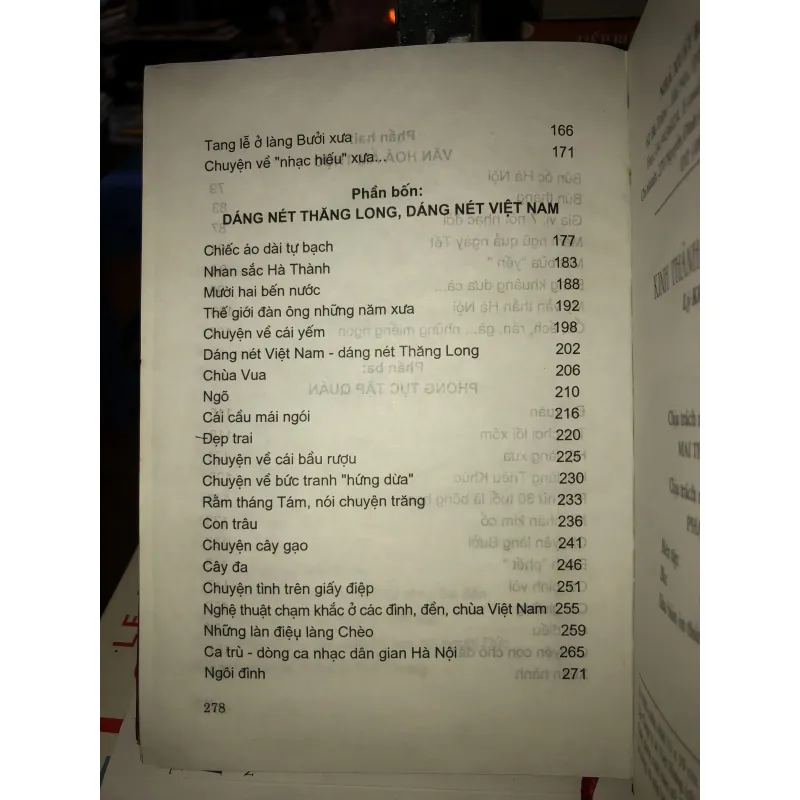 Tang lễ ở làng Bưởi xưa 166
Chuyện về "nhạc hiếu" xưa... 171
Phần bốn:
DÁNG NÉT THĂNG LONG, DÁNG NÉT VIỆT NAM
Chiếc áo dài tự bạch 177
Nhan sắc Hà Thành 183
Mười hai bến nước 188
Thế giới đàn ông những năm xưa 192
Chuyện về cái yếm 198
Dáng nét Việt Nam - dáng nét Thăng Long 202
Chùa Vua 206
Ngõ 210
Cái cầu mái ngói 216
Đẹp trai 220
Chuyện về cái bầu rượu 225
Chuyện về bức tranh "hứng dừa" 230
Rằm tháng Tám, nói chuyện trăng 233
Con trâu 236
Chuyện cây gạo 241
Cây đa 246
Chuyện tình trên giấy điệp 251
Nghệ thuật chạm khắc ở các đình, đền, chùa Việt Nam 255
Những làn điệu làng Chèo 259
Ca trù - dòng ca nhạc dân gian Hà Nội 265
Ngôi đình 271
278
KINH THÀNH